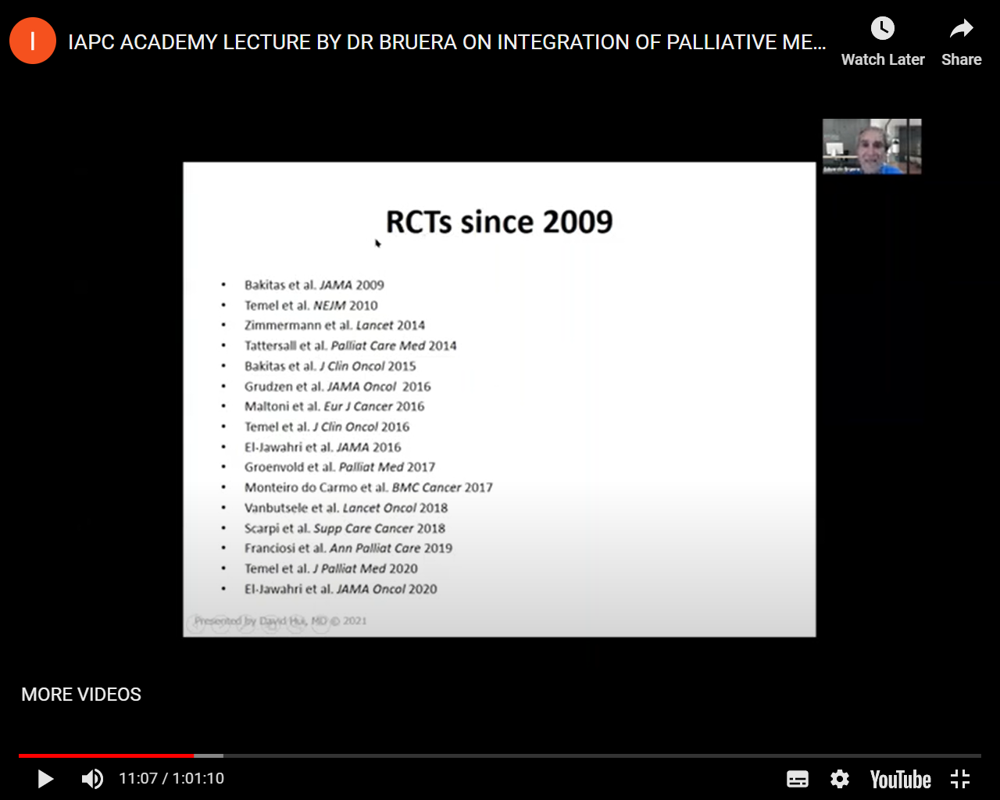 I
IAPC ACADEMY LECTURE BY DR BRUERA ON INTEGRATION OF PALLIATIVE ME...
Watch Later
Share
RCTs since 2009
• Bakitas et al. JAMA 2009
• Temel et al. NEJM 2010
• Zimmermann et al. Lancet 2014
• Tattersall et al. Palliat Care Med 2014
• Bakitas et al. J Clin Oncol 2015
• Grudzen et al. JAMA Oncol 2016
• Maltoni et al. Eur J Cancer 2016
• Temel et al. J Clin Oncol 2016
• El-Jawahri et al. JAMA 2016
• Groenvold et al. Palliat Med 2017
• Monteiro do Carmo et al. BMC Cancer 2017
• Vanbutsele et al. Lancet Oncol 2018
• Scarpi et al. Supp Care Cancer 2018
• Franciosi et al. Ann Palliat Care 2019
• Temel et al. J Palliat Med 2020
• El-Jawahri et al. JAMA Oncol 2020
Presented by David Hui, MD © 2021
MORE VIDEOS
11:07 / 1:01:10
YouTube